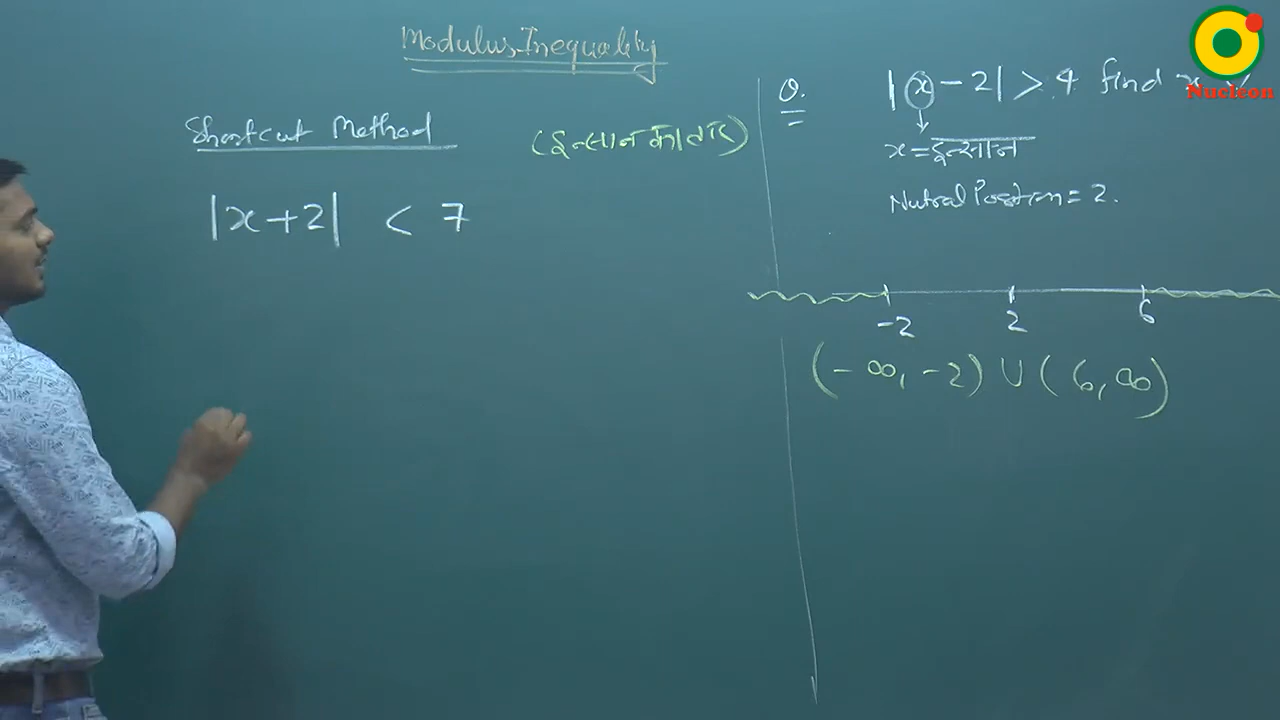 Modulus Inequality
Shortcut Method
(इन्सान का वाद)
|x+2| < 7
Q.
|x-2| > 4 find x
x = इन्सान
Nutral Position = 2.
-2 2 6
(-∞, -2) ∪ (6, ∞)
Nucleon